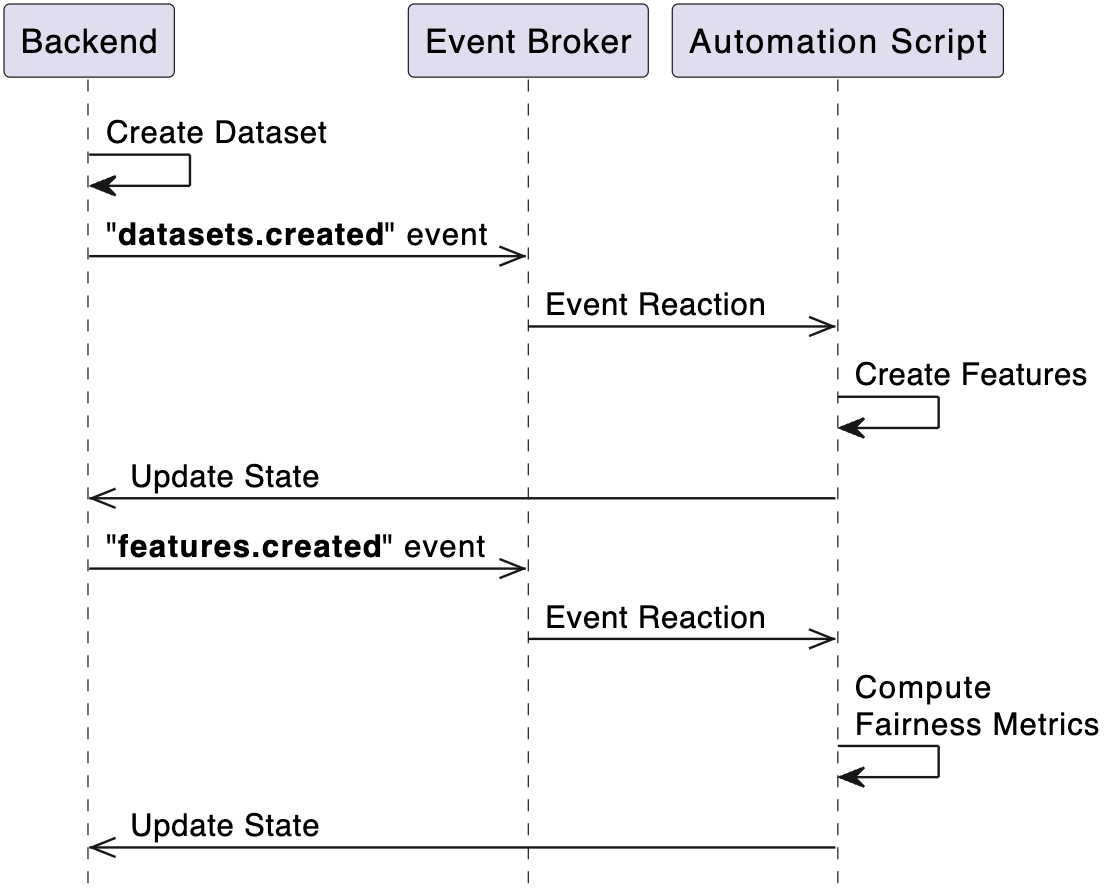 Backend
Event Broker
Automation Script
Create Dataset
"datasets.created" event
Event Reaction
Create Features
Update State
"features.created" event
Event Reaction
Compute
Fairness Metrics
Update State